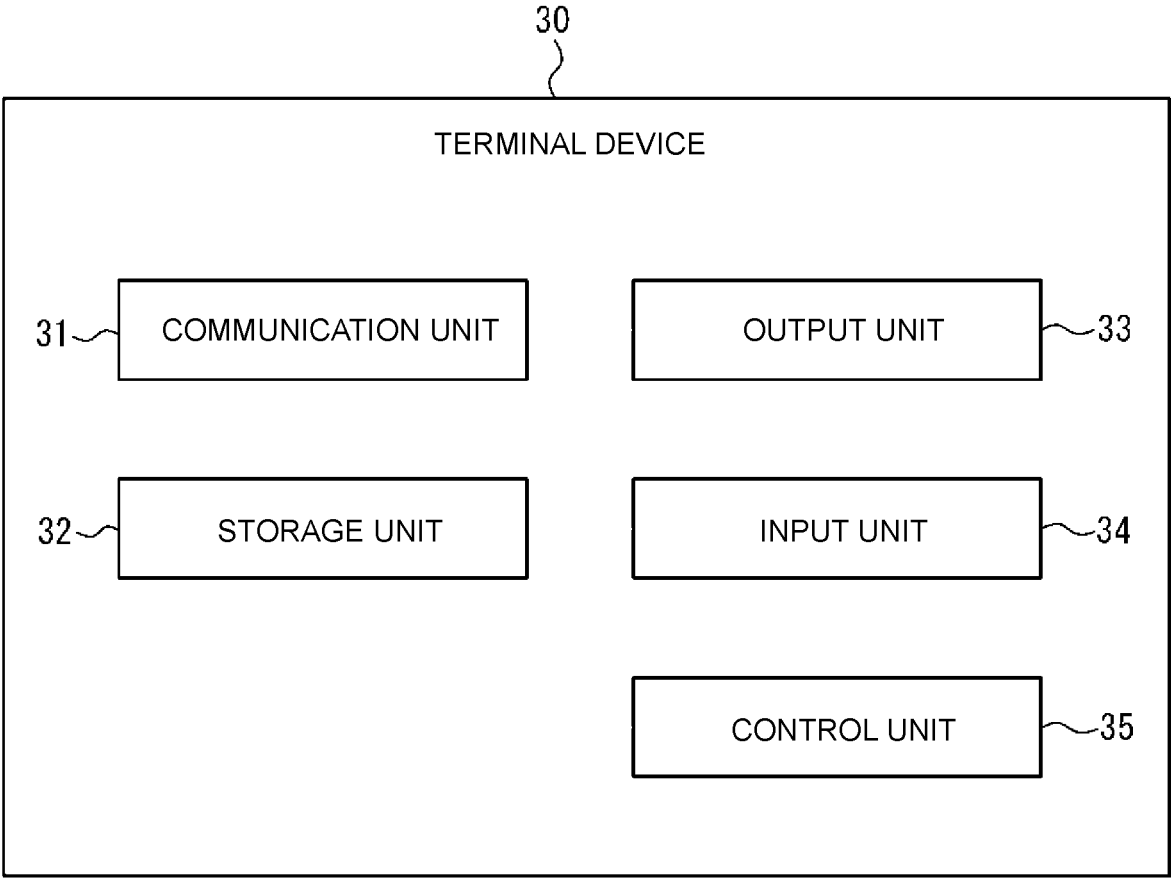 30
TERMINAL DEVICE
31 COMMUNICATION UNIT
OUTPUT UNIT 33
32 STORAGE UNIT
INPUT UNIT 34
CONTROL UNIT 35